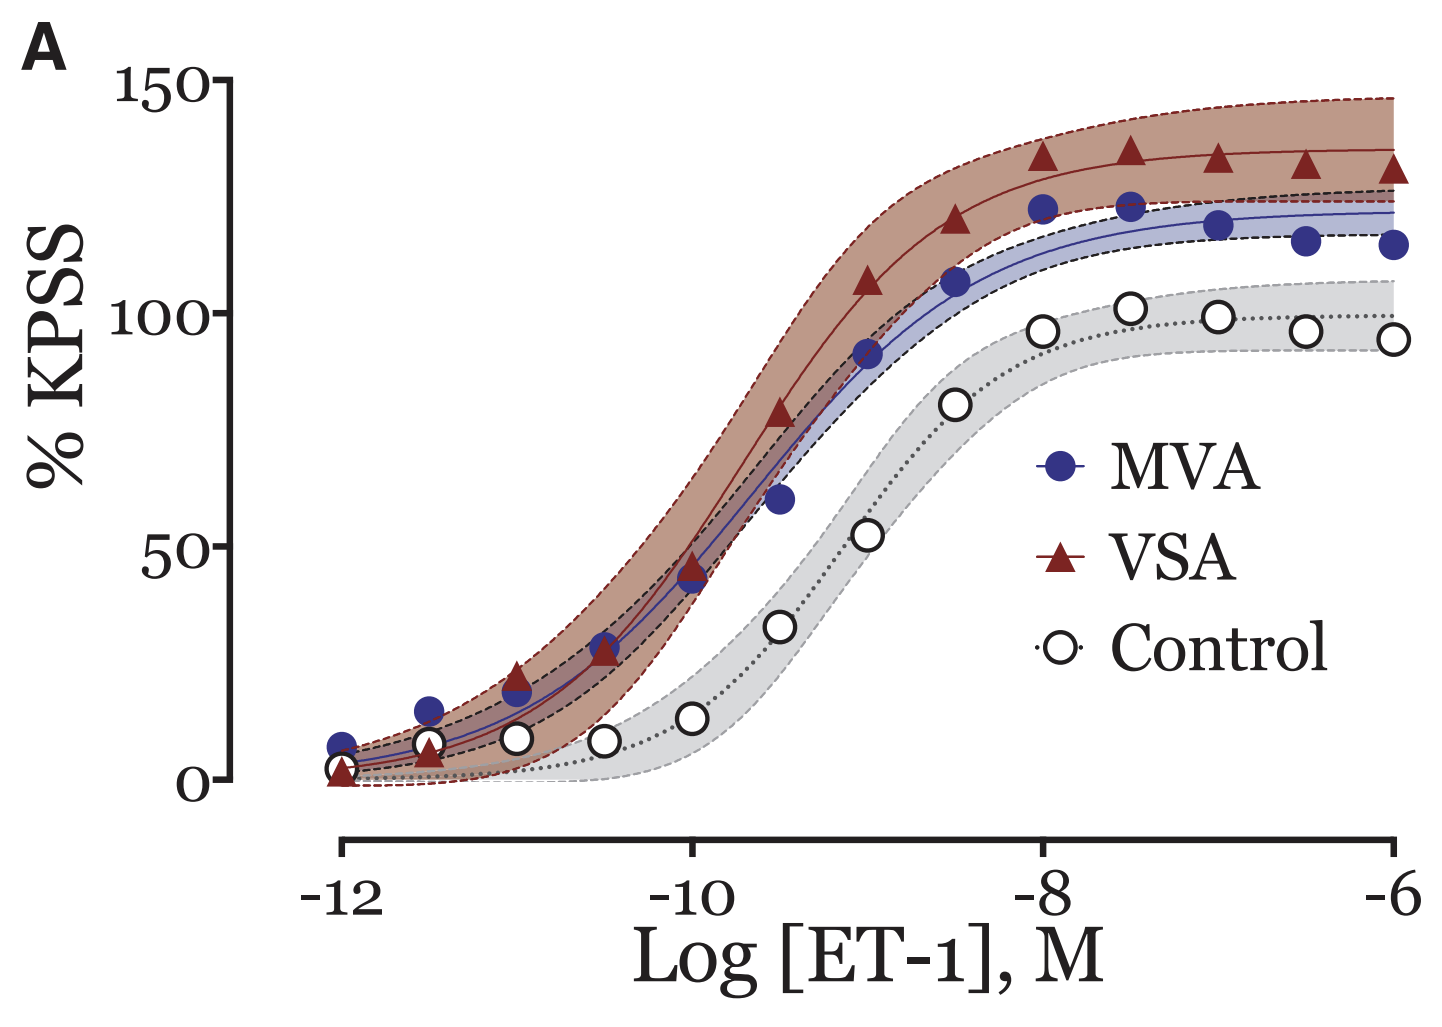 A
150
100
50
0
% KPSS
MVA
VSA
Control
-12 -10 -8 -6
Log [ET-1], M